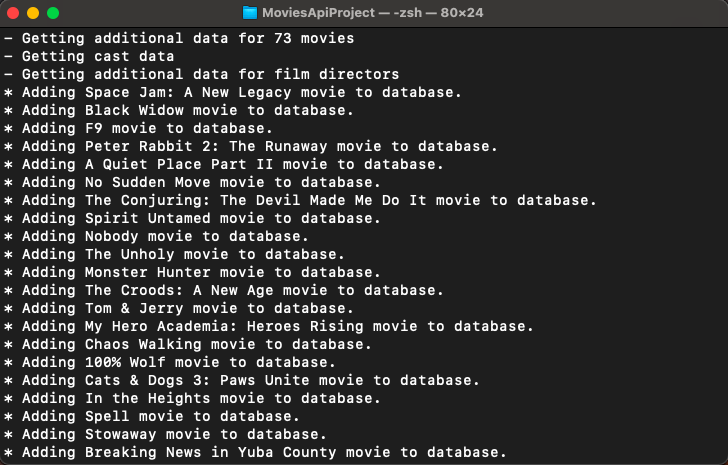 MoviesApiProject — -zsh — 80×24
- Getting additional data for 73 movies
- Getting cast data
- Getting additional data for film directors
* Adding Space Jam: A New Legacy movie to database.
* Adding Black Widow movie to database.
* Adding F9 movie to database.
* Adding Peter Rabbit 2: The Runaway movie to database.
* Adding A Quiet Place Part II movie to database.
* Adding No Sudden Move movie to database.
* Adding The Conjuring: The Devil Made Me Do It movie to database.
* Adding Spirit Untamed movie to database.
* Adding Nobody movie to database.
* Adding The Unholy movie to database.
* Adding Monster Hunter movie to database.
* Adding The Croods: A New Age movie to database.
* Adding Tom & Jerry movie to database.
* Adding My Hero Academia: Heroes Rising movie to database.
* Adding Chaos Walking movie to database.
* Adding 100% Wolf movie to database.
* Adding Cats & Dogs 3: Paws Unite movie to database.
* Adding In the Heights movie to database.
* Adding Spell movie to database.
* Adding Stowaway movie to database.
* Adding Breaking News in Yuba County movie to database.